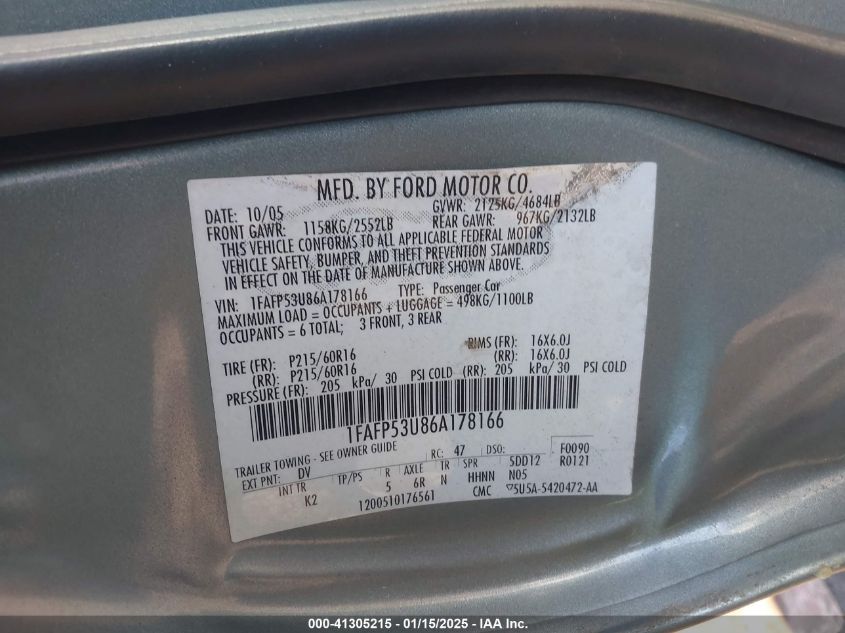 MFD. BY FORD MOTOR CO.
DATE: 10/05 GVWR: 2125KG/4684LB
FRONT GAWR: 1158KG/2552LB REAR GAWR: 967KG/2132LB
THIS VEHICLE CONFORMS TO ALL APPLICABLE FEDERAL MOTOR
VEHICLE SAFETY, BUMPER, AND THEFT PREVENTION STANDARDS
IN EFFECT ON THE DATE OF MANUFACTURE SHOWN ABOVE.
VIN: 1FAFP53U86A178166 TYPE: Passenger Car
MAXIMUM LOAD = OCCUPANTS + LUGGAGE = 498KG/1100LB
OCCUPANTS = 6 TOTAL; 3 FRONT, 3 REAR
TIRE (FR): P215/60R16 RIMS (FR): 16X6.0J
(RR): P215/60R16 (RR): 16X6.0J
PRESSURE (FR): 205 kPa/ 30 PSI COLD (RR): 205 kPa/ 30 PSI COLD
1FAFP53U86A178166
TRAILER TOWING - SEE OWNER GUIDE RC: 47 DSO: F0090
EXT PNT: DV 5DD12 R0121
INT TR TP/PS R AXLE TR SPR N05
K2 5 6R N HHNN
1200510176561 CMC ▽5U5A-5420472-AA
000-41305215 - 01/15/2025 - IAA Inc.